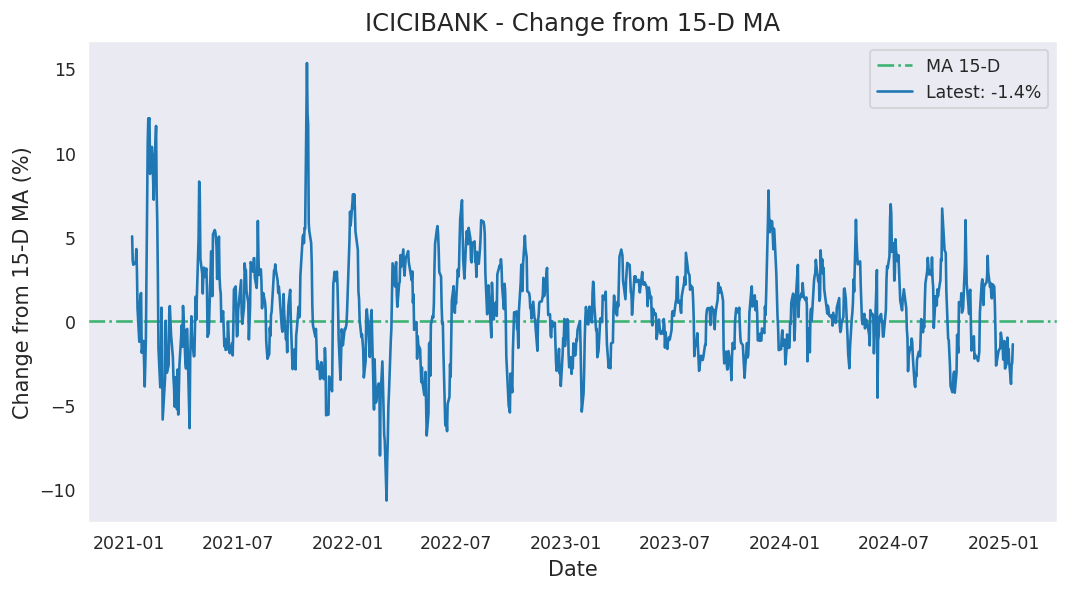 ICICIBANK - Change from 15-D MA
MA 15-D
Latest: -1.4%
Change from 15-D MA (%)
15
10
5
0
−5
−10
2021-01 2021-07 2022-01 2022-07 2023-01 2023-07 2024-01 2024-07 2025-01
Date